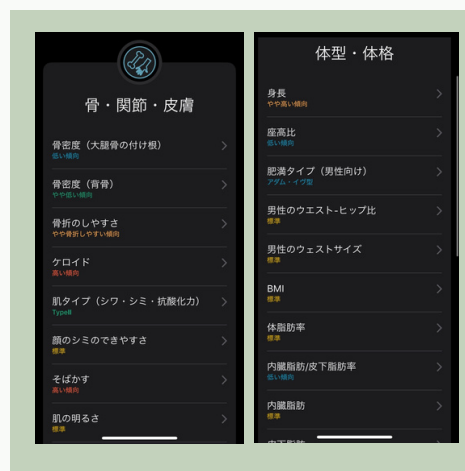 骨・関節・皮膚
骨密度（大腿骨の付け根）
低い傾向
骨密度（背骨）
やや低い傾向
骨折のしやすさ
やや骨折しやすい傾向
ケロイド
高い傾向
肌タイプ（シワ・シミ・抗酸化力）
TypeB
顔のシミのできやすさ
標準
そばかす
高い傾向
肌の明るさ
標準
体型・体格
身長
やや高い傾向
座高比
低い傾向
肥満タイプ（男性向け）
アダム・イヴ型
男性のウエスト-ヒップ比
標準
男性のウェストサイズ
標準
BMI
標準
体脂肪率
標準
内臓脂肪/皮下脂肪率
低い傾向
内臓脂肪
標準